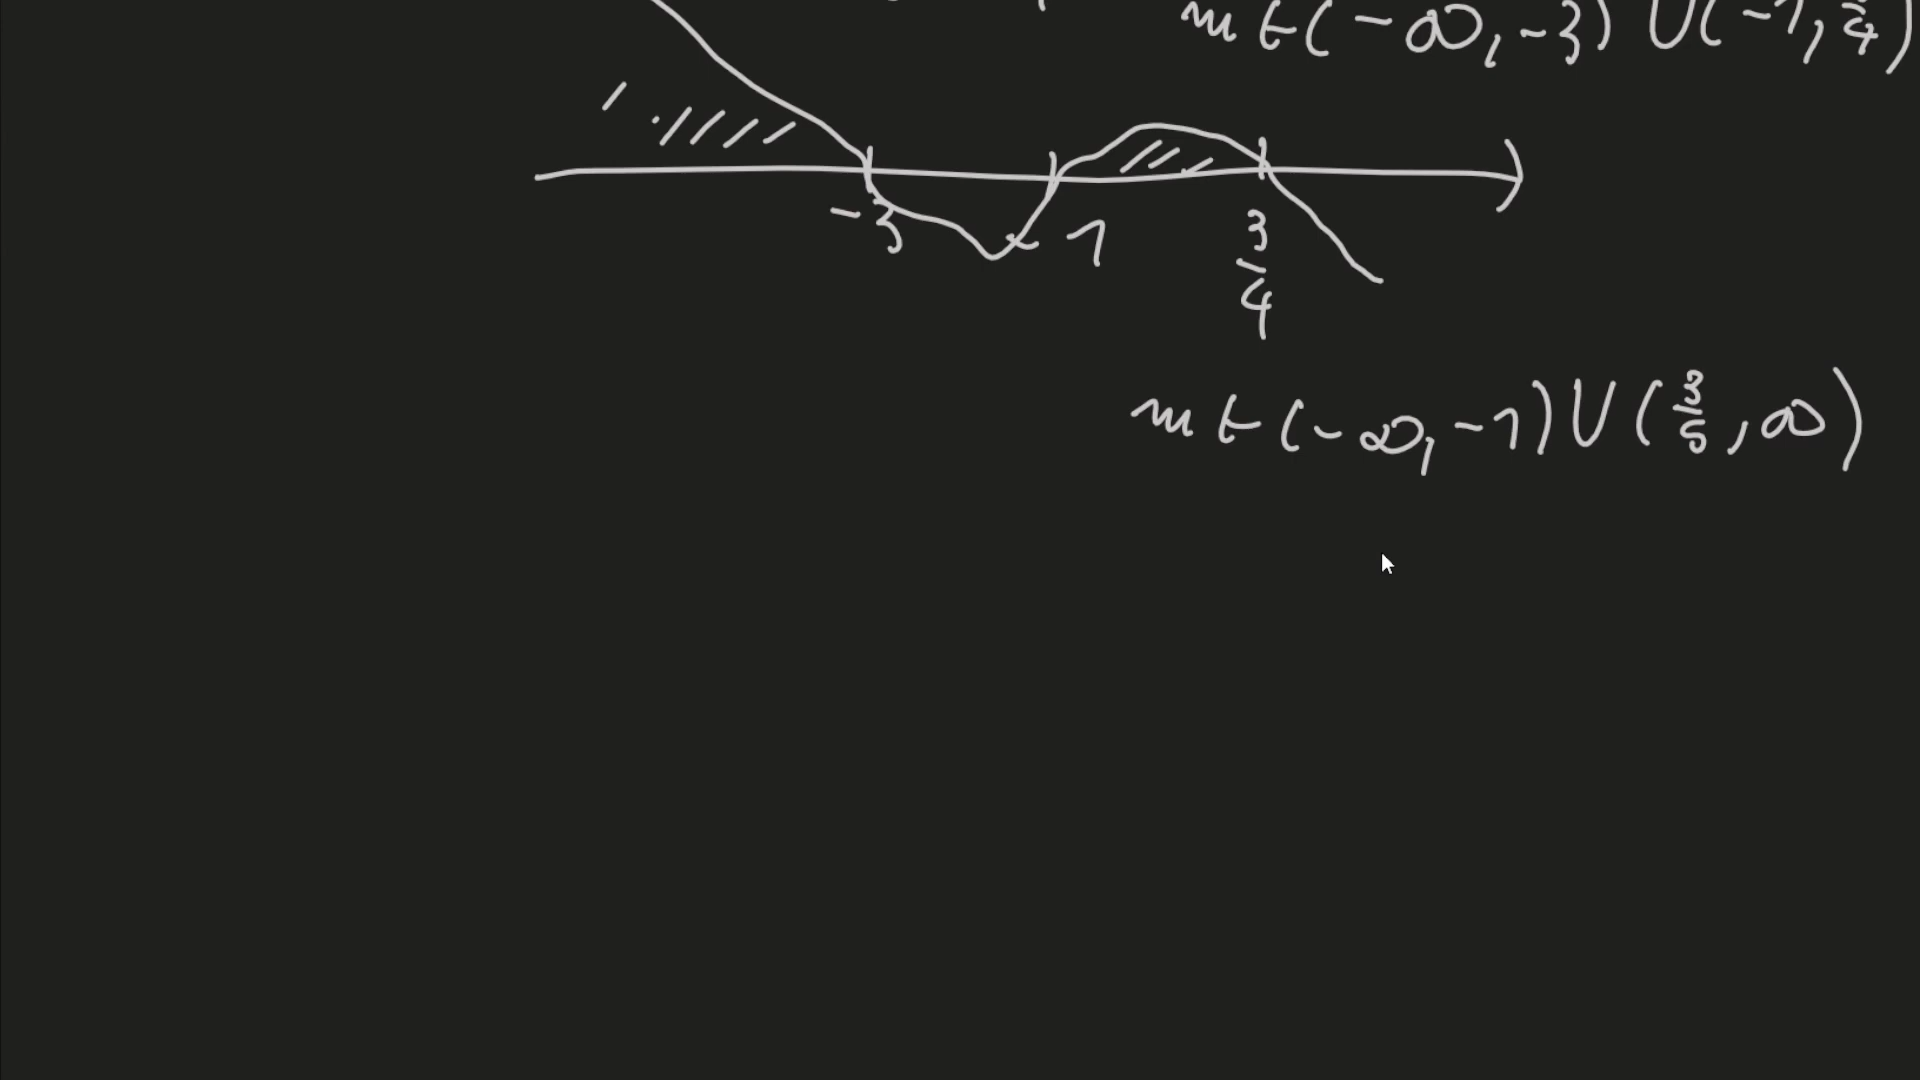 m ∈ (-∞, -3) ∪ (-1, 3/4)
-3 -1 3/4
m ∈ (-∞, -1) ∪ (3/5, ∞)